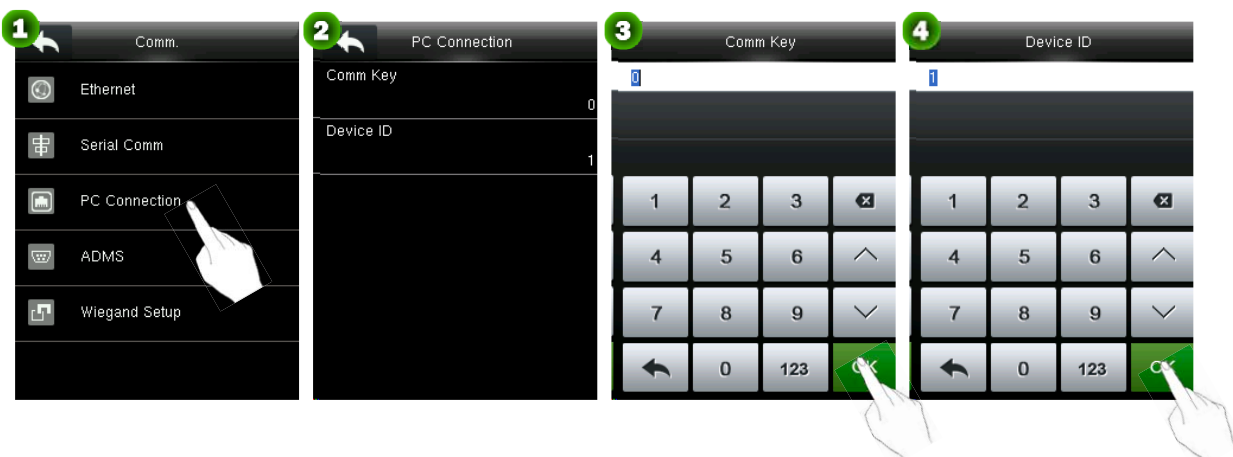 1
Comm.
Ethernet
Serial Comm
PC Connection
ADMS
Wiegand Setup
2
PC Connection
Comm Key
0
Device ID
1
3
Comm Key
0
1 2 3
4 5 6
7 8 9
0 123 OK
4
Device ID
1
1 2 3
4 5 6
7 8 9
0 123 OK